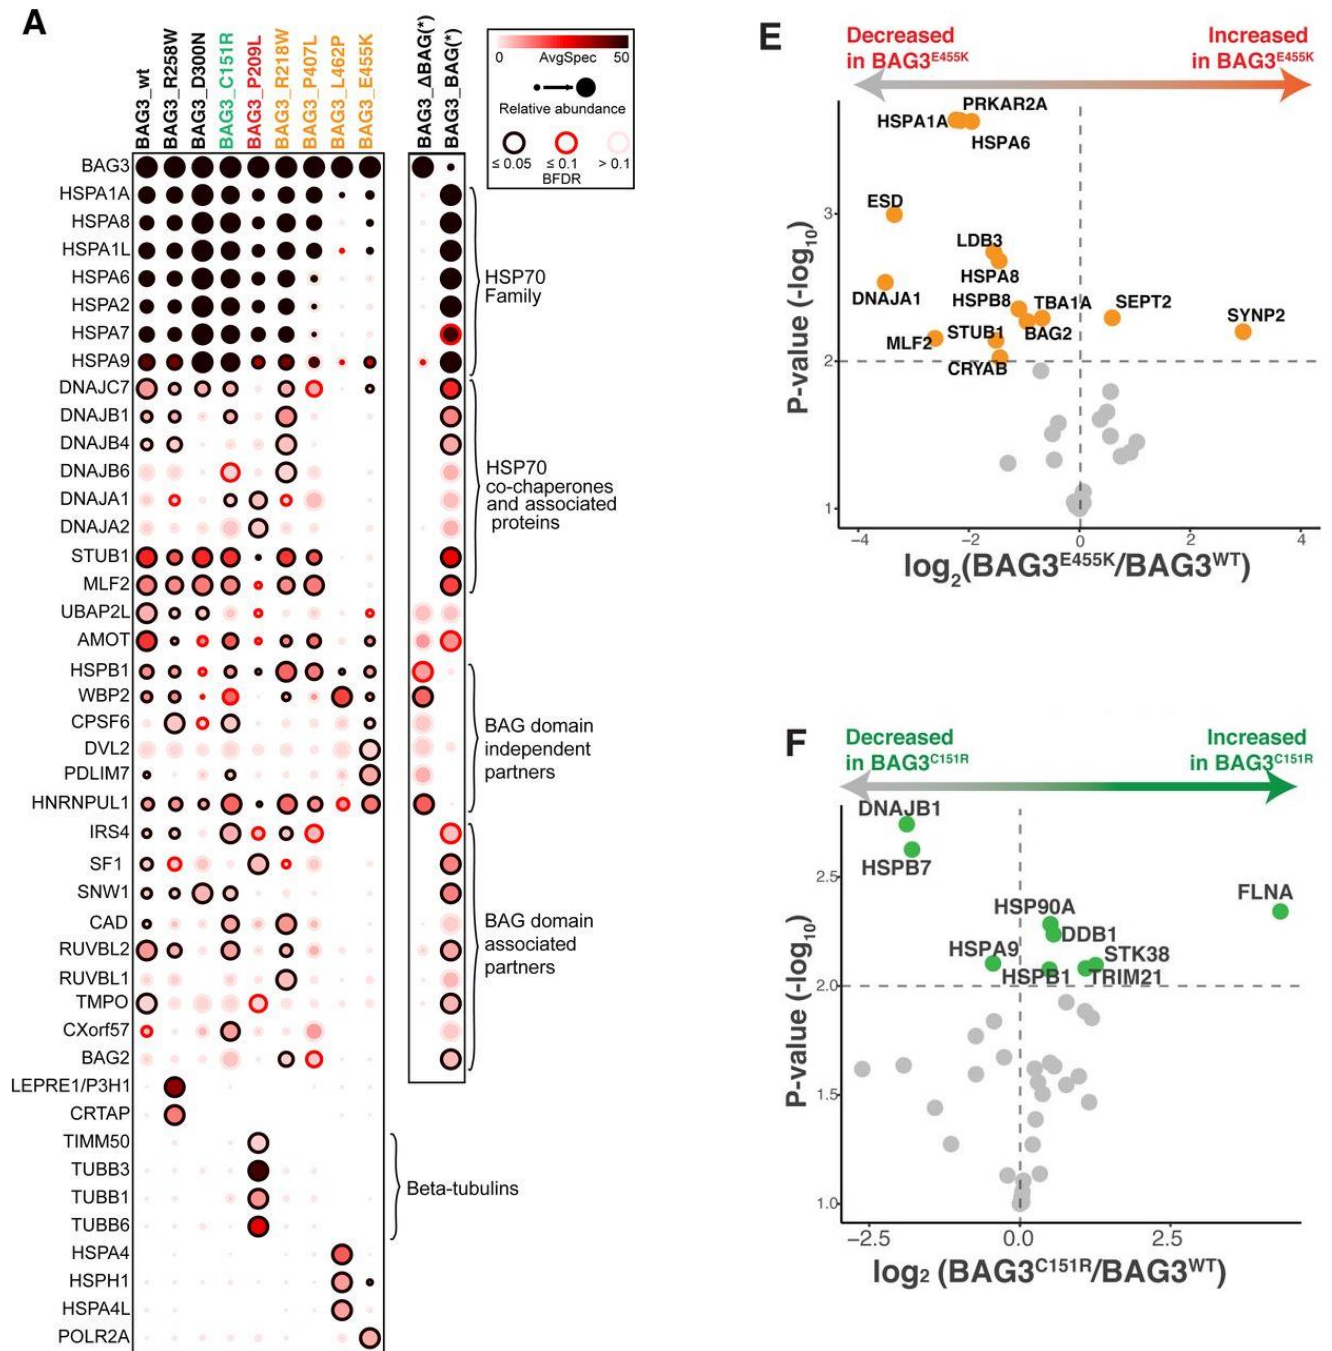 A
BAG3_wt
BAG3_R258W
BAG3_D300N
BAG3_C151R
BAG3_P209L
BAG3_R218W
BAG3_P407L
BAG3_L462P
BAG3_E455K
BAG3_ΔBAG(*)
BAG3_BAG(*)
0 AvgSpec 50
Relative abundance
≤ 0.05 ≤ 0.1 > 0.1
BFDR
BAG3
HSPA1A
HSPA8
HSPA1L
HSPA6
HSPA2
HSPA7
HSPA9
DNAJC7
DNAJB1
DNAJB4
DNAJB6
DNAJA1
DNAJA2
STUB1
MLF2
UBAP2L
AMOT
HSPB1
WBP2
CPSF6
DVL2
PDLIM7
HNRNPUL1
IRS4
SF1
SNW1
CAD
RUVBL2
RUVBL1
TMPO
CXorf57
BAG2
LEPRE1/P3H1
CRTAP
TIMM50
TUBB3
TUBB1
TUBB6
HSPA4
HSPH1
HSPA4L
POLR2A
HSP70
Family
HSP70
co-chaperones
and associated
proteins
BAG domain
independent
partners
BAG domain
associated
partners
Beta-tubulins
E
Decreased
in BAG3E455K
Increased
in BAG3E455K
P-value (-log10)
3
2
1
HSPA1A
PRKAR2A
HSPA6
ESD
LDB3
HSPA8
DNAJA1
HSPB8
TBA1A
SEPT2
SYNP2
MLF2
STUB1
BAG2
CRYAB
−4 −2 0 2 4
log2(BAG3E455K/BAG3WT)
F
Decreased
in BAG3C151R
Increased
in BAG3C151R
P-value (-log10)
2.5
2.0
1.5
1.0
DNAJB1
HSPB7
HSP90A
DDB1
FLNA
HSPA9
HSPB1
STK38
TRIM21
−2.5 0.0 2.5
log2 (BAG3C151R/BAG3WT)